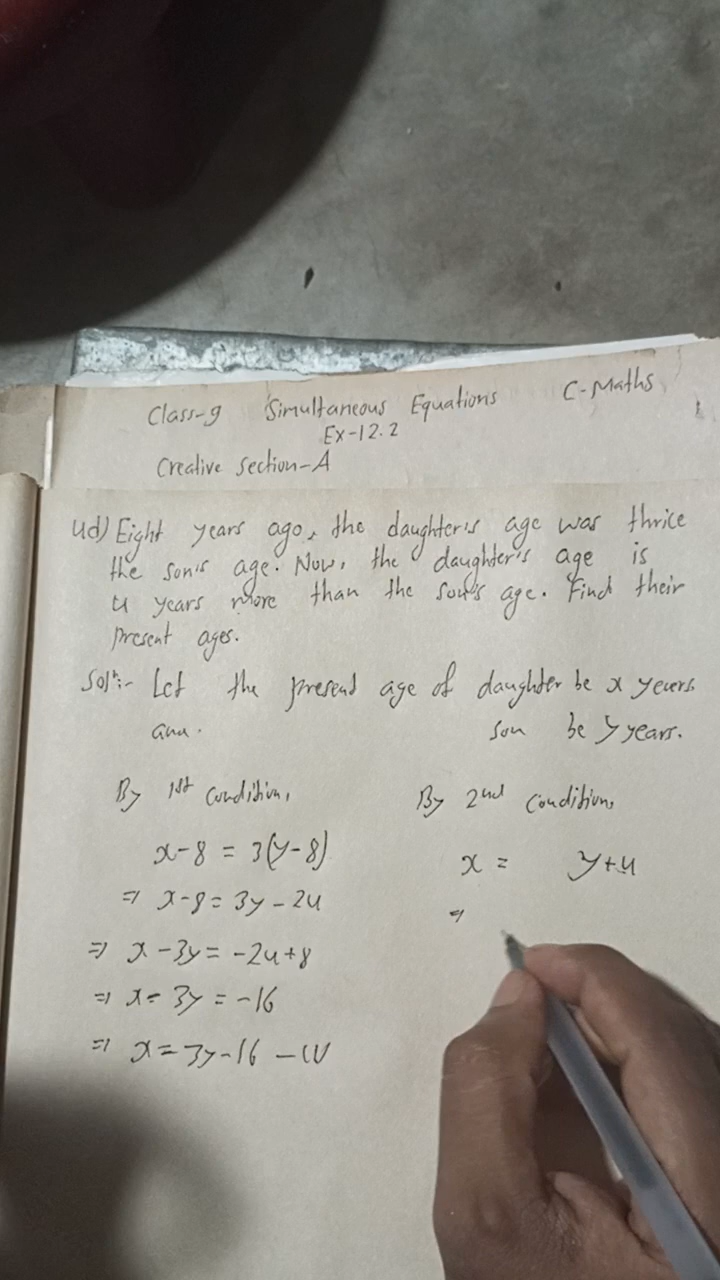 Class-9 Simultaneous Equations C-Maths
Ex-12.2
Creative Section-A
4d) Eight years ago, the daughter's age was thrice
the son's age. Now, the daughter's age is
4 years more than the son's age. Find their
present ages.
Solⁿ:- Let the present age of daughter be x years
and. son be y years.
By 1st Condition, By 2nd Condition,
x-8 = 3(y-8) x = y+4
⇒ x-8 = 3y - 24 ⇒
⇒ x - 3y = -24+8
⇒ x - 3y = -16
⇒ x = 3y-16 - (i)